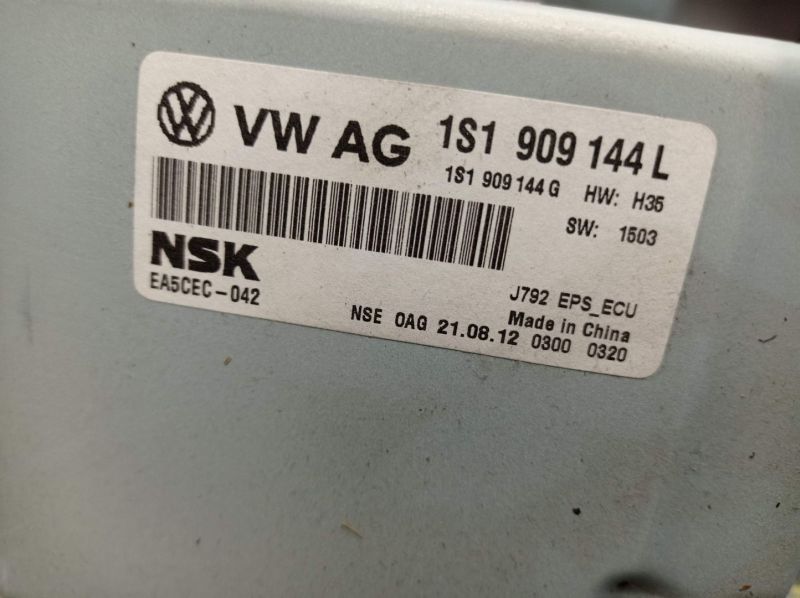 VW AG 1S1 909 144 L
1S1 909 144 G HW: H35
SW: 1503
NSK
EA5CEC-042
J792 EPS_ECU
Made in China
NSE OAG 21.08.12 0300 0320